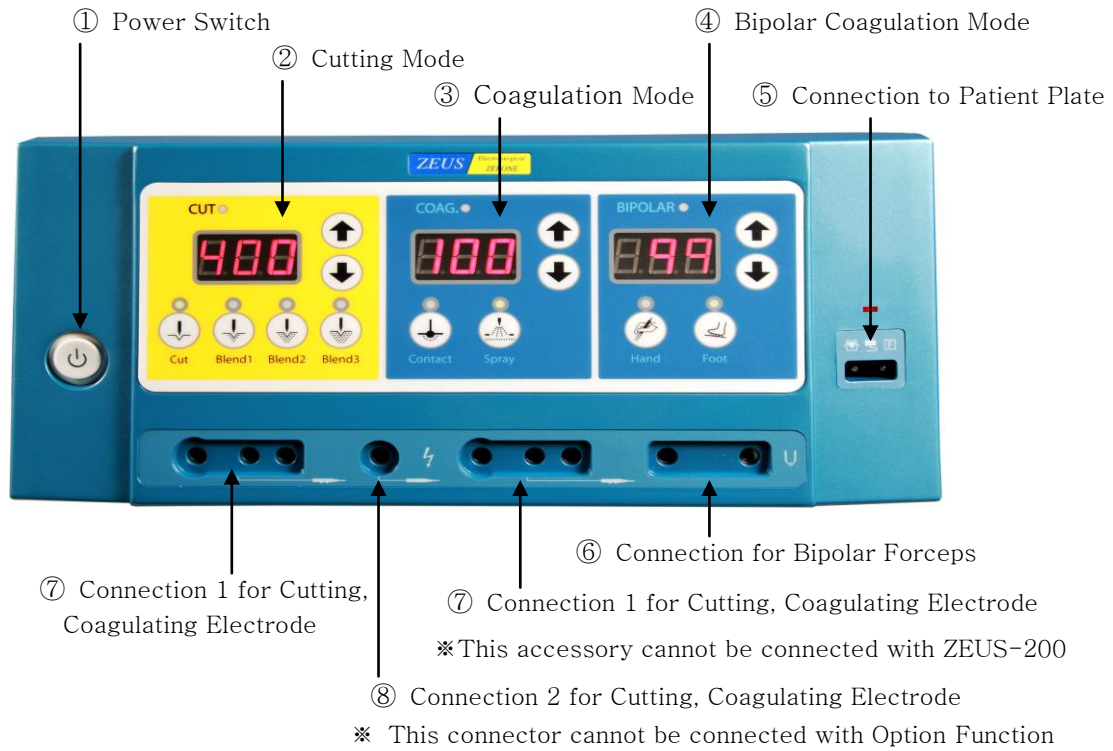 ① Power Switch
② Cutting Mode
③ Coagulation Mode
④ Bipolar Coagulation Mode
⑤ Connection to Patient Plate
ZEUS Electrosurgical ZERONE
CUT
400
Cut Blend1 Blend2 Blend3
COAG.
100
Contact Spray
BIPOLAR
99
Hand Foot
⑥ Connection for Bipolar Forceps
⑦ Connection 1 for Cutting,
Coagulating Electrode
⑦ Connection 1 for Cutting, Coagulating Electrode
※This accessory cannot be connected with ZEUS-200
⑧ Connection 2 for Cutting, Coagulating Electrode
※ This connector cannot be connected with Option Function